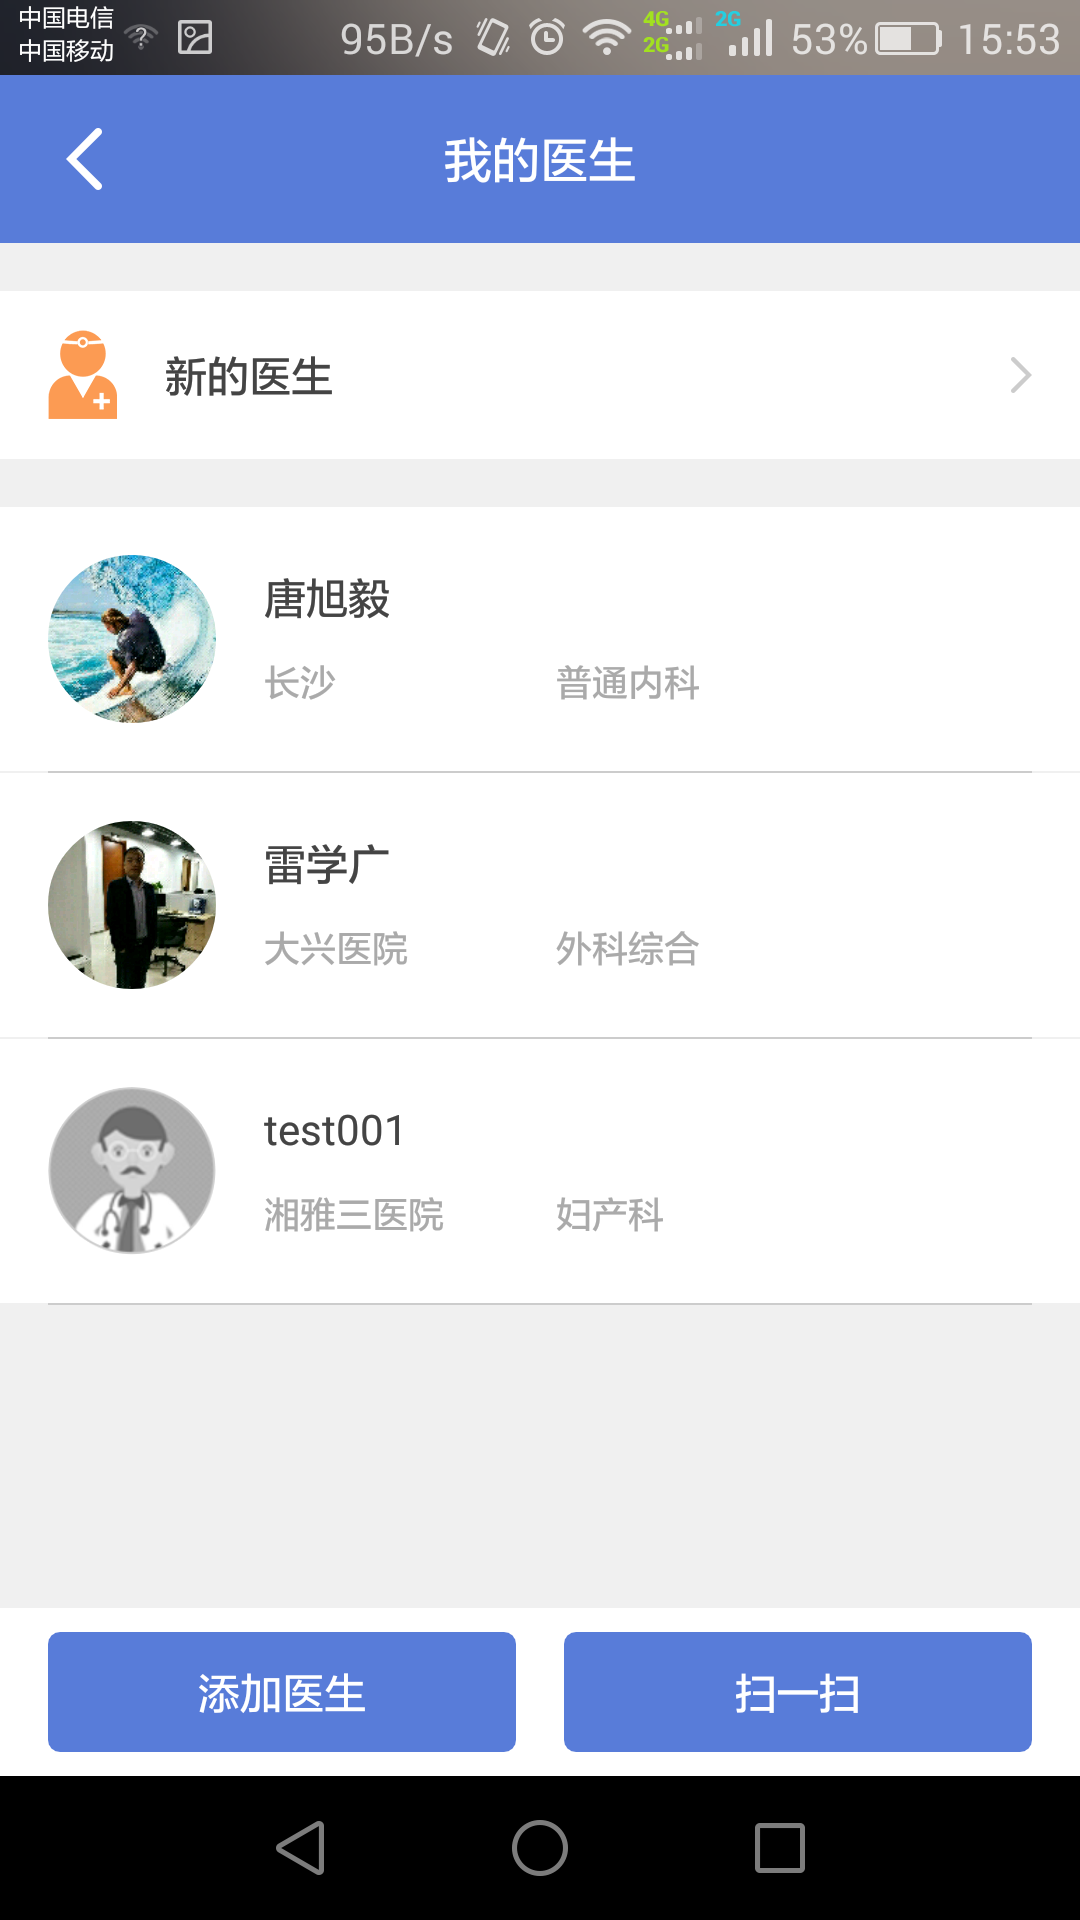 中国电信
中国移动
95B/s
4G
2G
2G
53%
15:53
我的医生
新的医生
唐旭毅
长沙 普通内科
雷学广
大兴医院 外科综合
test001
湘雅三医院 妇产科
添加医生 扫一扫